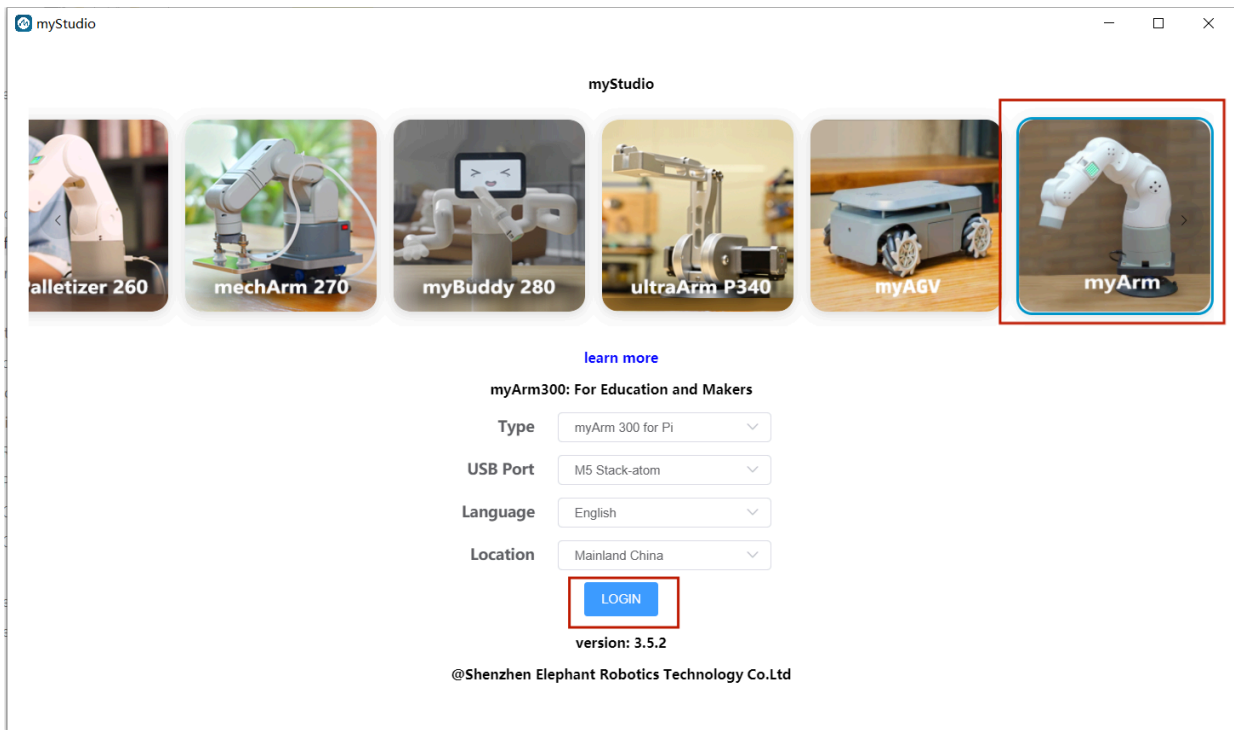 myStudio
myStudio
alletizer 260
mechArm 270
myBuddy 280
ultraArm P340
myAGV
myArm
learn more
myArm300: For Education and Makers
Type myArm 300 for Pi
USB Port M5 Stack-atom
Language English
Location Mainland China
LOGIN
version: 3.5.2
@Shenzhen Elephant Robotics Technology Co.Ltd